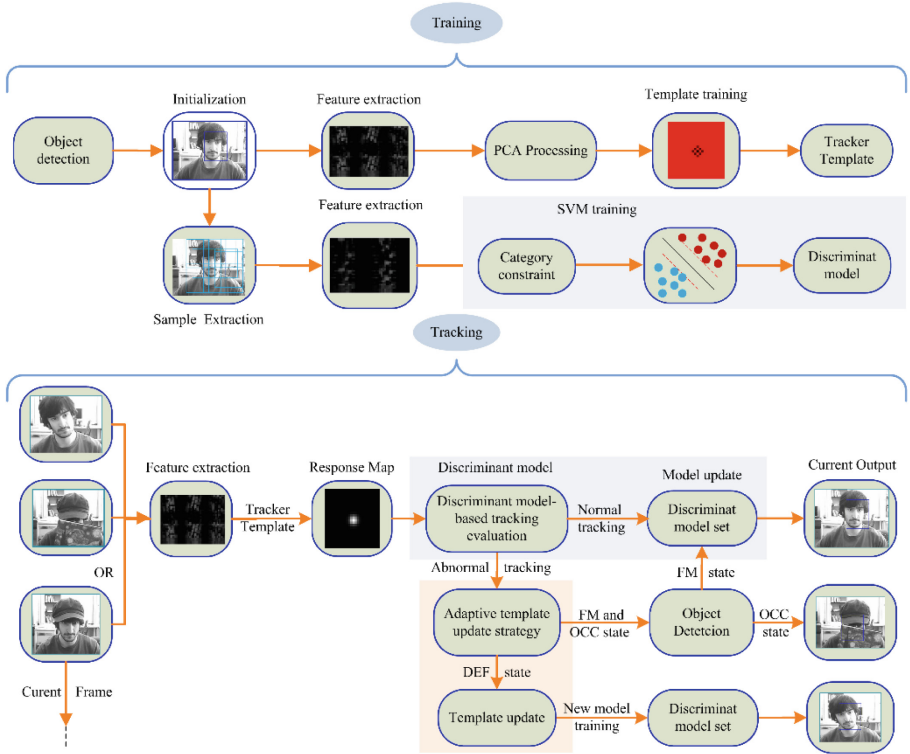 Training
Initialization
Feature extraction
Template training
Object
detection
PCA Processing
Tracker
Template
Feature extraction
SVM training
Category
constraint
Discriminat
model
Sample Extraction
Tracking
Feature extraction
Response Map
Discriminant model
Model update
Current Output
Tracker
Template
Discriminant model-
based tracking
evaluation
Normal
tracking
Discriminat
model set
OR
Abnormal tracking
FM state
Adaptive template
update strategy
FM and
OCC state
Object
Detetcion
OCC
state
DEF state
Curent Frame
Template update
New model
training
Discriminat
model set